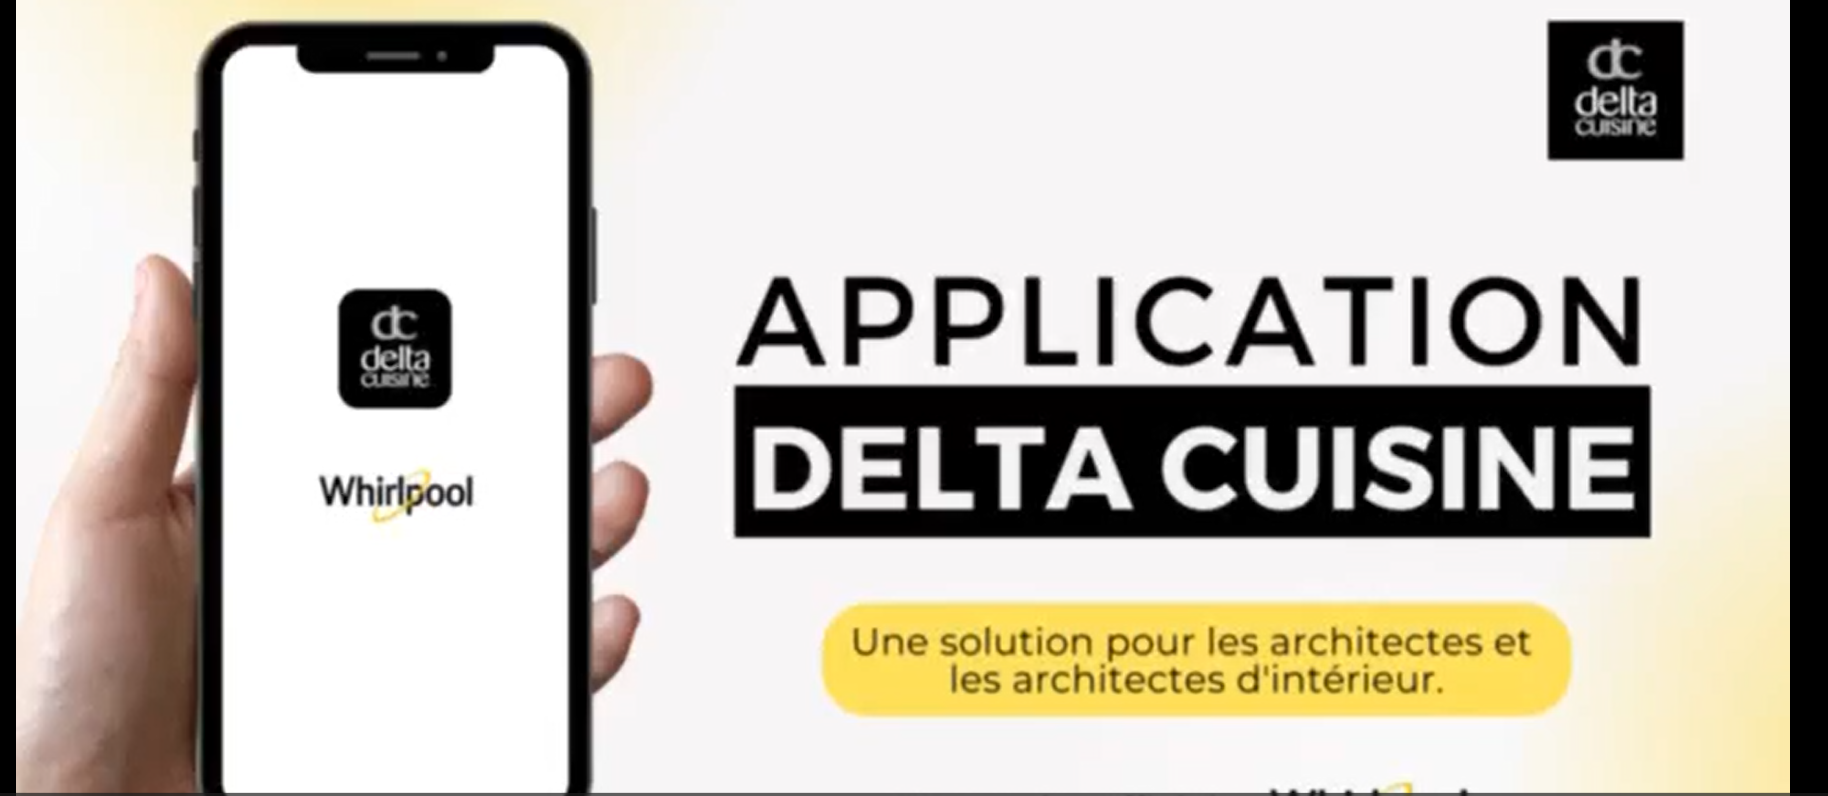 dc
delta
cuisine
dc
delta
cuisine
Whirlpool
APPLICATION
DELTA CUISINE
Une solution pour les architectes et
les architectes d'intérieur.